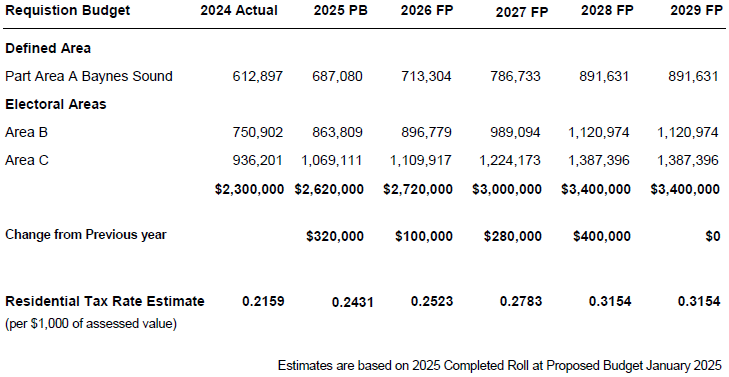 Requistion Budget 2024 Actual 2025 PB 2026 FP 2027 FP 2028 FP 2029 FP
Defined Area
Part Area A Baynes Sound 612,897 687,080 713,304 786,733 891,631 891,631
Electoral Areas
Area B 750,902 863,809 896,779 989,094 1,120,974 1,120,974
Area C 936,201 1,069,111 1,109,917 1,224,173 1,387,396 1,387,396
$2,300,000 $2,620,000 $2,720,000 $3,000,000 $3,400,000 $3,400,000
Change from Previous year $320,000 $100,000 $280,000 $400,000 $0
Residential Tax Rate Estimate 0.2159 0.2431 0.2523 0.2783 0.3154 0.3154
(per $1,000 of assessed value)
Estimates are based on 2025 Completed Roll at Proposed Budget January 2025